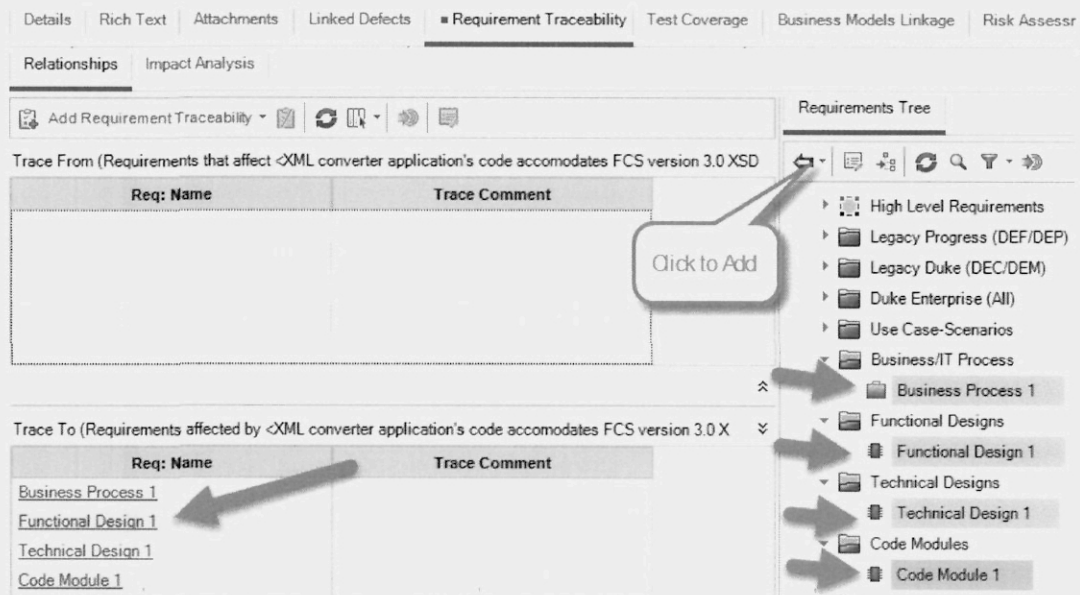 Details Rich Text Attachments Linked Defects Requirement Traceability Test Coverage Business Models Linkage Risk Assessr
Relationships Impact Analysis
Add Requirement Traceability
Requirements Tree
Trace From (Requirements that affect <XML converter application's code accomodates FCS version 3.0 XSD
Req: Name Trace Comment
Click to Add
High Level Requirements
Legacy Progress (DEF/DEP)
Legacy Duke (DEC/DEM)
Duke Enterprise (All)
Use Case-Scenarios
Business/IT Process
Business Process 1
Functional Designs
Functional Design 1
Technical Designs
Technical Design 1
Code Modules
Code Module 1
Trace To (Requirements affected by <XML converter application's code accomodates FCS version 3.0 X
Req: Name Trace Comment
Business Process 1
Functional Design 1
Technical Design 1
Code Module 1